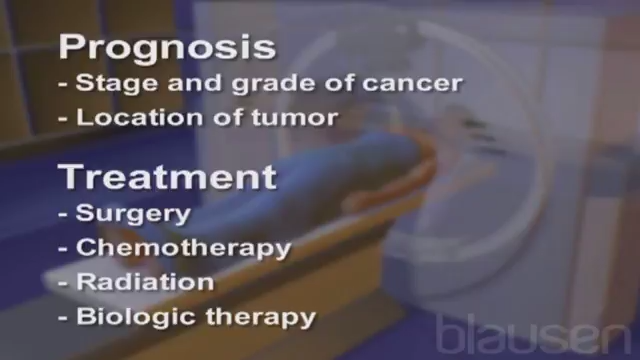 Prognosis
- Stage and grade of cancer
- Location of tumor
Treatment
- Surgery
- Chemotherapy
- Radiation
- Biologic therapy
blausen